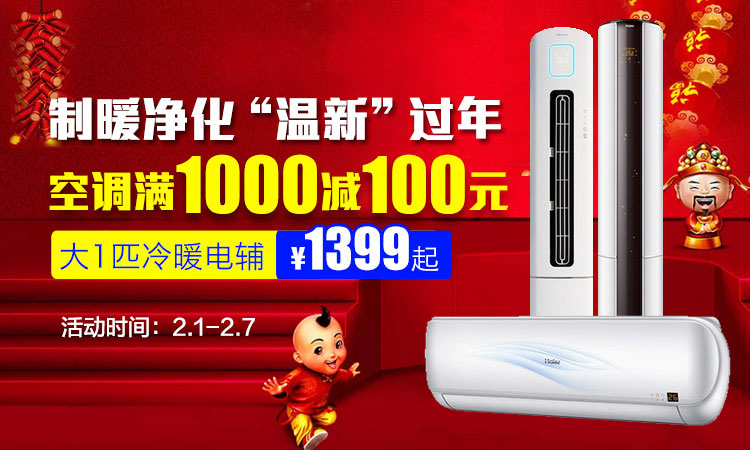 制暖净化“温新”过年
空调满1000减100元
大1匹冷暖电辅 ¥1399起
活动时间：2.1-2.7
Haier
26